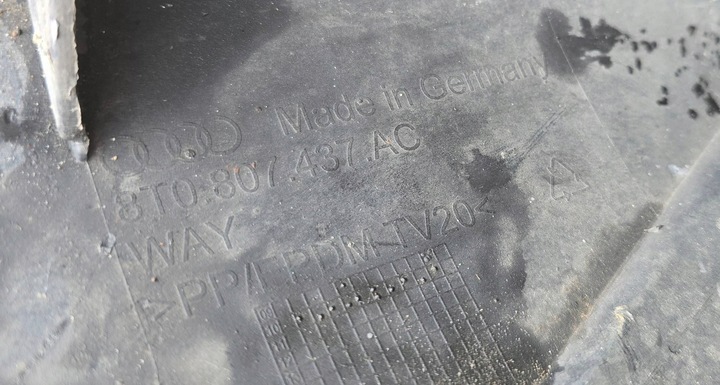 Made in Germany
8T0.807.437.AC
WAY
>PP/EPDM-TV20<